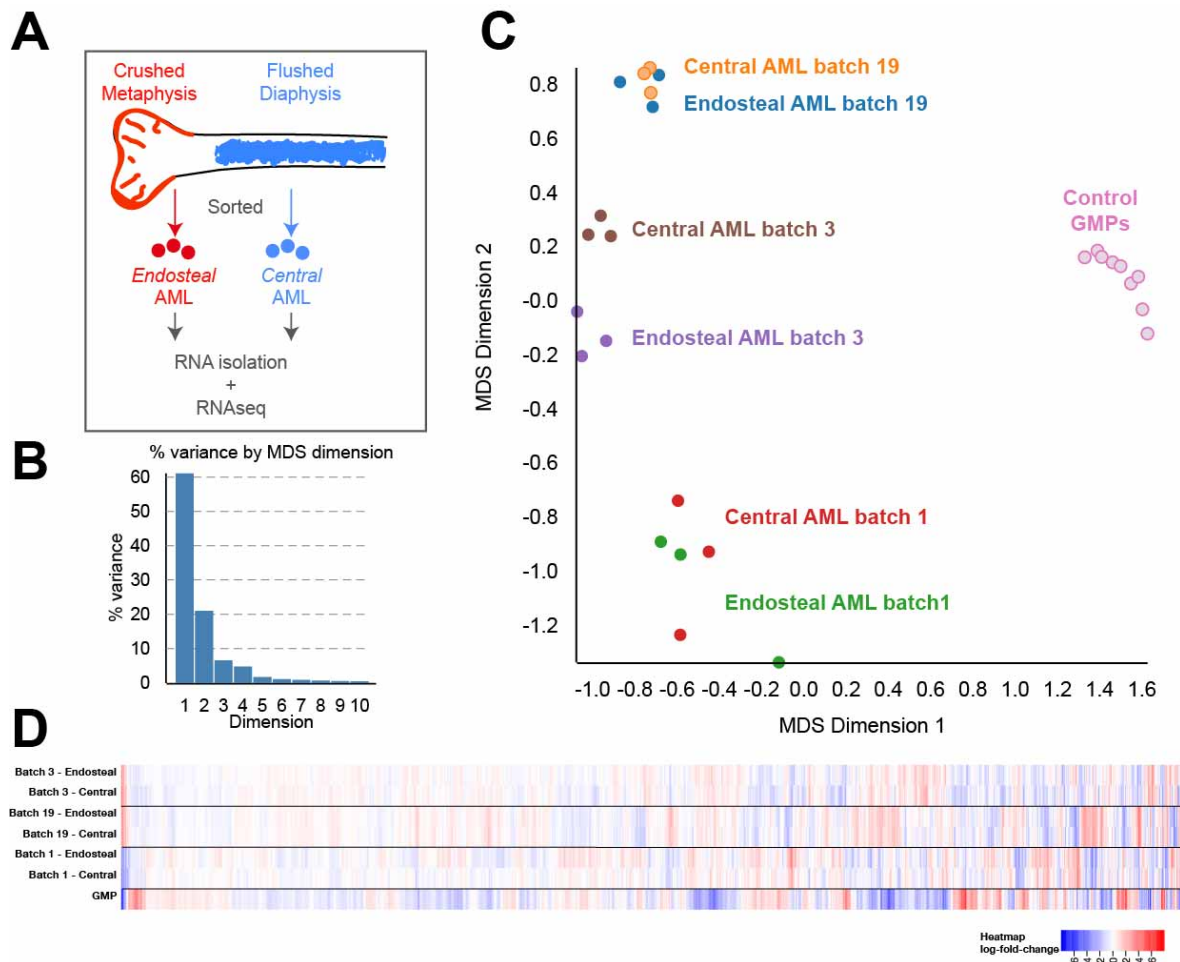 A
Crushed
Metaphysis
Flushed
Diaphysis
Sorted
Endosteal
AML
Central
AML
RNA isolation
+
RNAseq
B
% variance by MDS dimension
% variance
60
50
40
30
20
10
0
1 2 3 4 5 6 7 8 9 10
Dimension
C
MDS Dimension 2
0.8
0.6
0.4
0.2
-0.0
-0.2
-0.4
-0.6
-0.8
-1.0
-1.2
Central AML batch 19
Endosteal AML batch 19
Central AML batch 3
Endosteal AML batch 3
Control
GMPs
Central AML batch 1
Endosteal AML batch1
-1.0 -0.8 -0.6 -0.4 -0.2 0.0 0.2 0.4 0.6 0.8 1.0 1.2 1.4 1.6
MDS Dimension 1
D
Batch 3 - Endosteal
Batch 3 - Central
Batch 19 - Endosteal
Batch 19 - Central
Batch 1 - Endosteal
Batch 1 - Central
GMP
Heatmap
log-fold-change